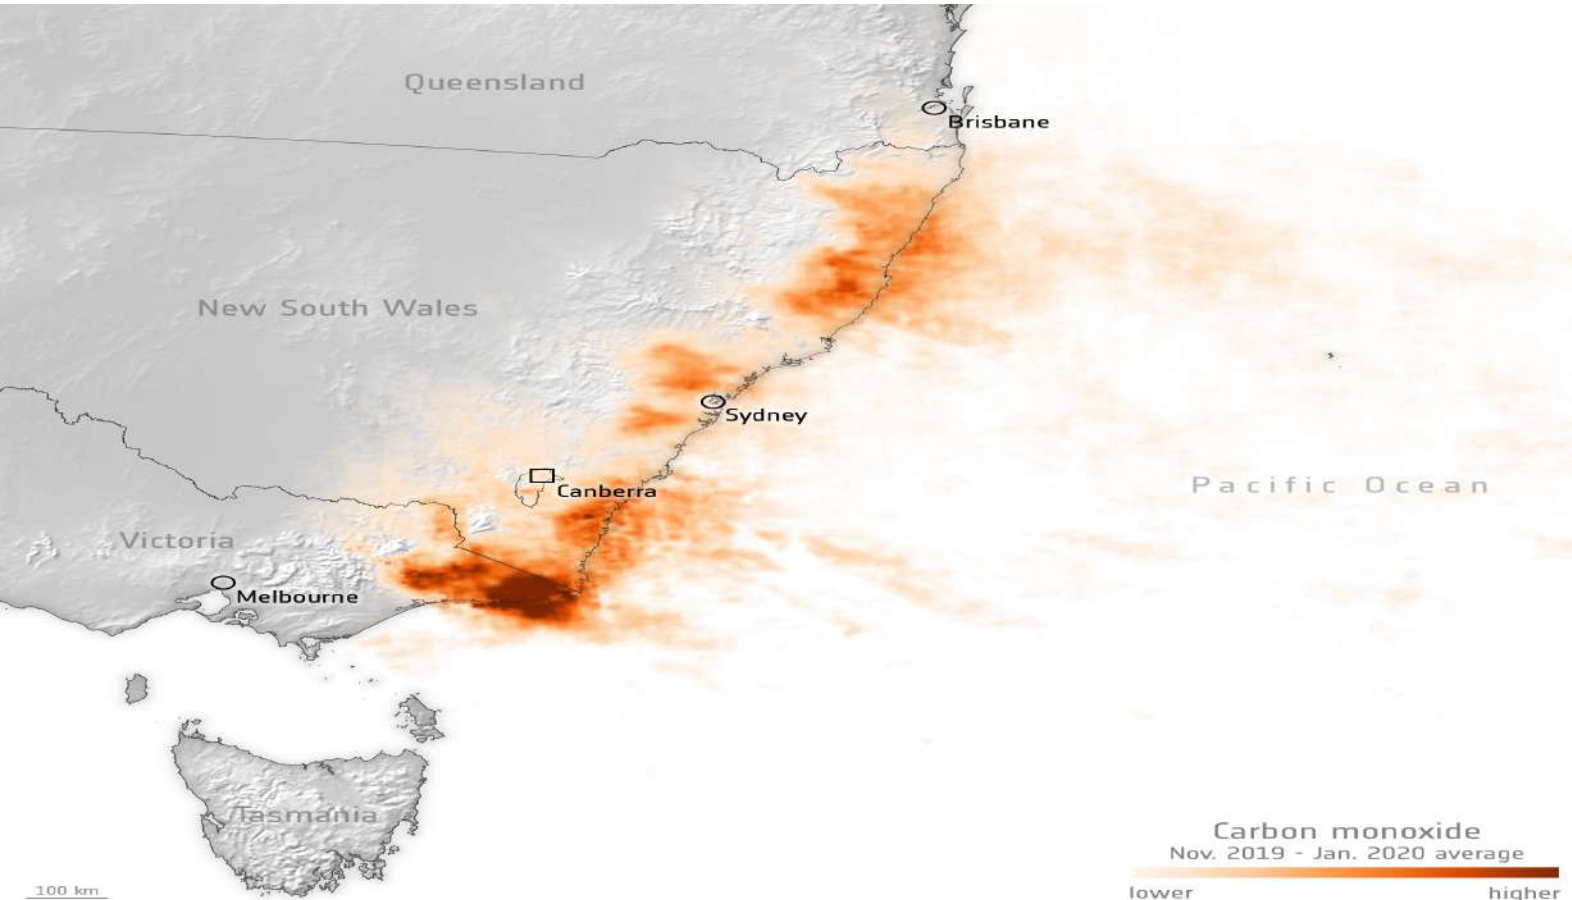 Queensland
Brisbane
New South Wales
Sydney
Canberra
Pacific Ocean
Victoria
Melbourne
Tasmania
Carbon monoxide
Nov. 2019 - Jan. 2020 average
lower higher
100 km